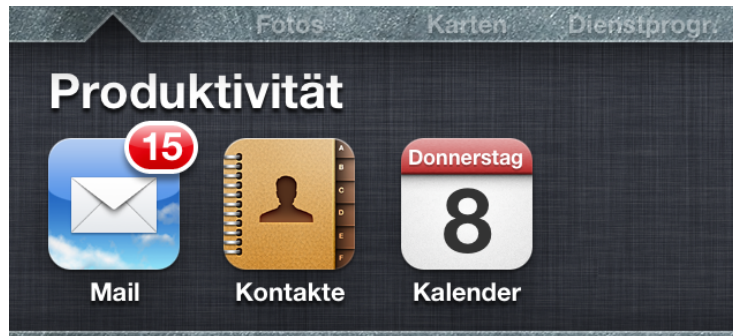 Fotos Karten Dienstprogr.
Produktivität
15
Donnerstag
8
A
B
C
D
E
F
Mail Kontakte Kalender